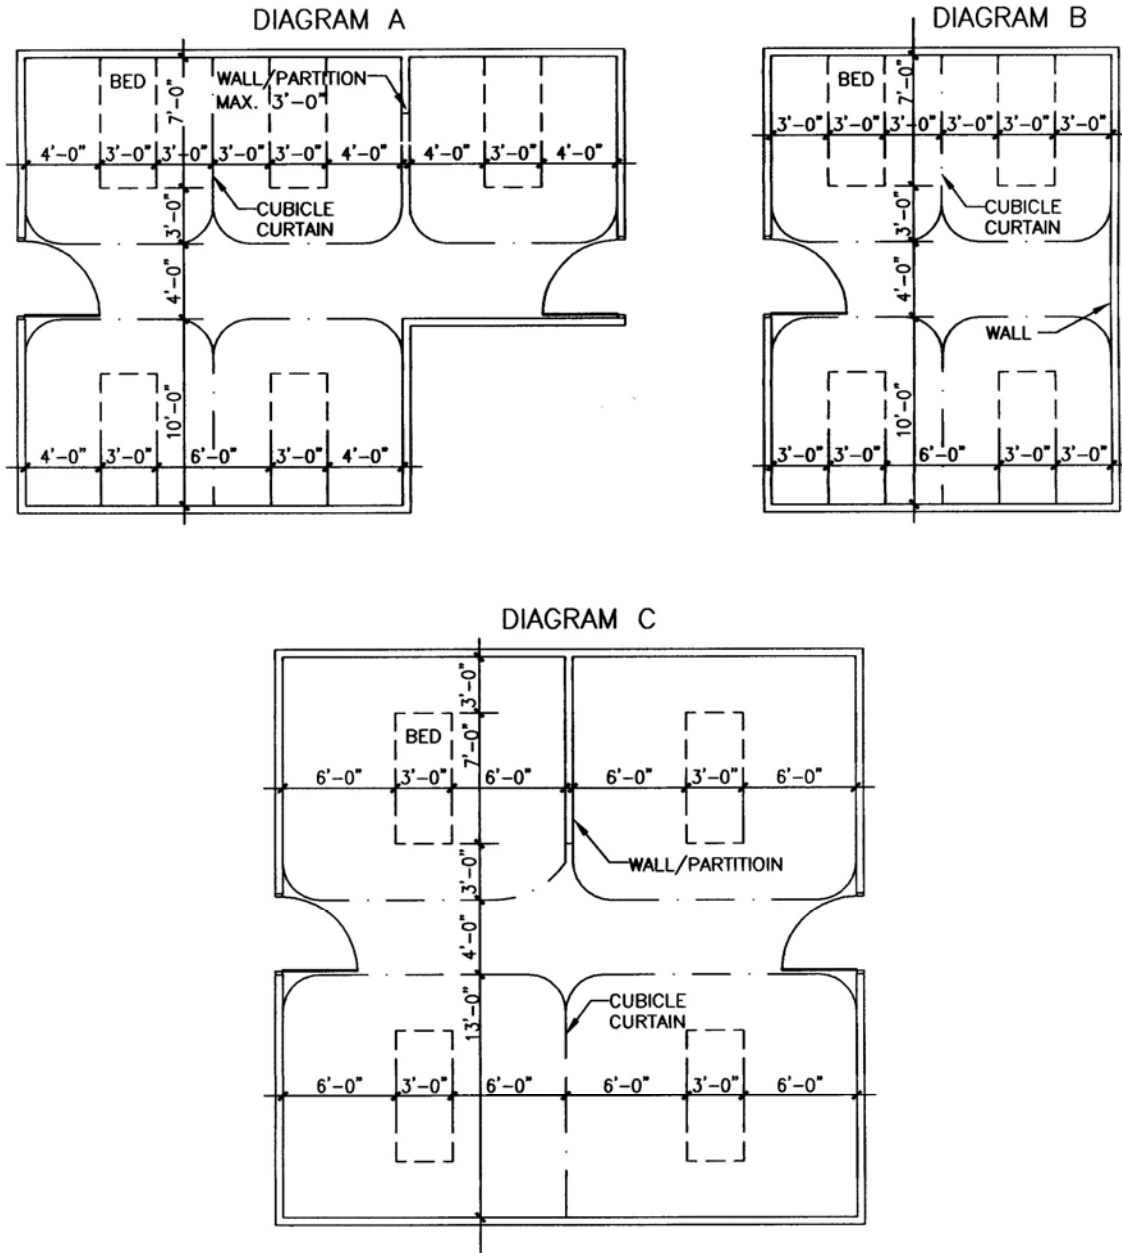 DIAGRAM A
BED
WALL/PARTITION
MAX. 3'-0"
7'-0"
4'-0" 3'-0" 3'-0" 3'-0" 3'-0" 4'-0" 4'-0" 3'-0" 4'-0"
CUBICLE
CURTAIN
3'-0"
4'-0"
10'-0"
4'-0" 3'-0" 6'-0" 3'-0" 4'-0"
DIAGRAM B
BED
7'-0"
3'-0" 3'-0" 3'-0" 3'-0" 3'-0" 3'-0"
CUBICLE
CURTAIN
3'-0"
4'-0"
WALL
10'-0"
3'-0" 3'-0" 6'-0" 3'-0" 3'-0"
DIAGRAM C
3'-0"
BED
7'-0"
6'-0" 3'-0" 6'-0" 6'-0" 3'-0" 6'-0"
WALL/PARTITIOIN
3'-0"
4'-0"
CUBICLE
CURTAIN
13'-0"
6'-0" 3'-0" 6'-0" 6'-0" 3'-0" 6'-0"